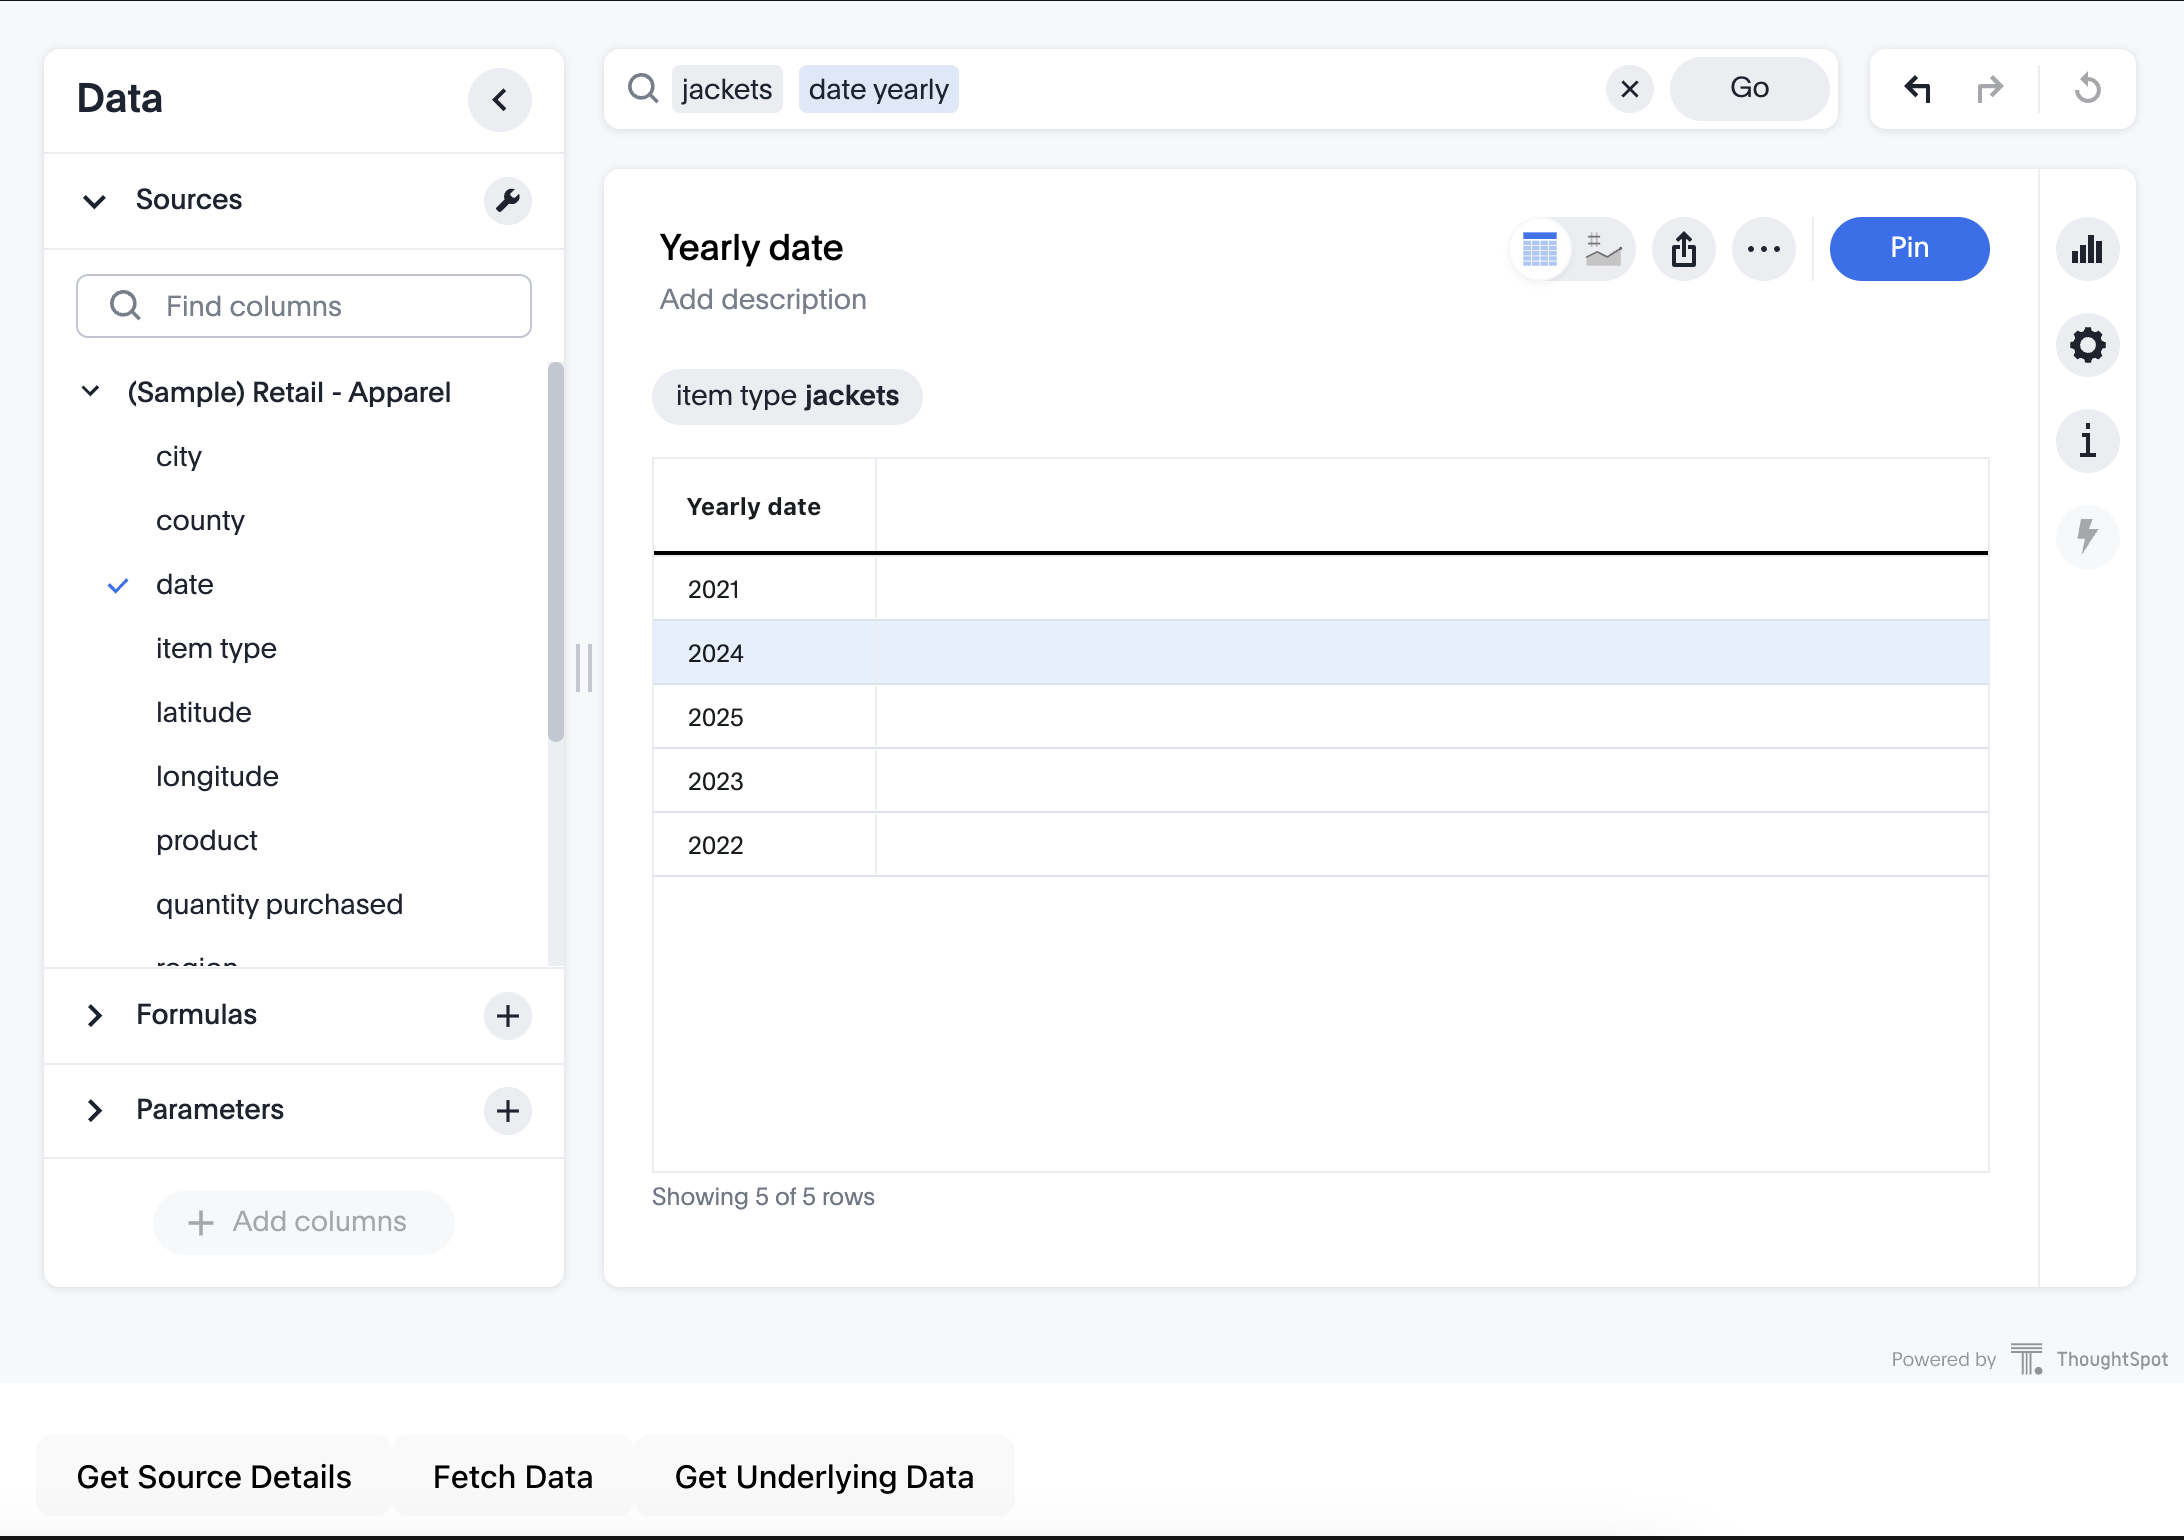 Data
Sources
Find columns
(Sample) Retail - Apparel
city
county
date
item type
latitude
longitude
product
quantity purchased
region
Formulas
Parameters
Add columns
jackets date yearly
Go
Yearly date
Add description
Pin
item type jackets
Yearly date
2021
2024
2025
2023
2022
Showing 5 of 5 rows
Powered by ThoughtSpot
Get Source Details Fetch Data Get Underlying Data